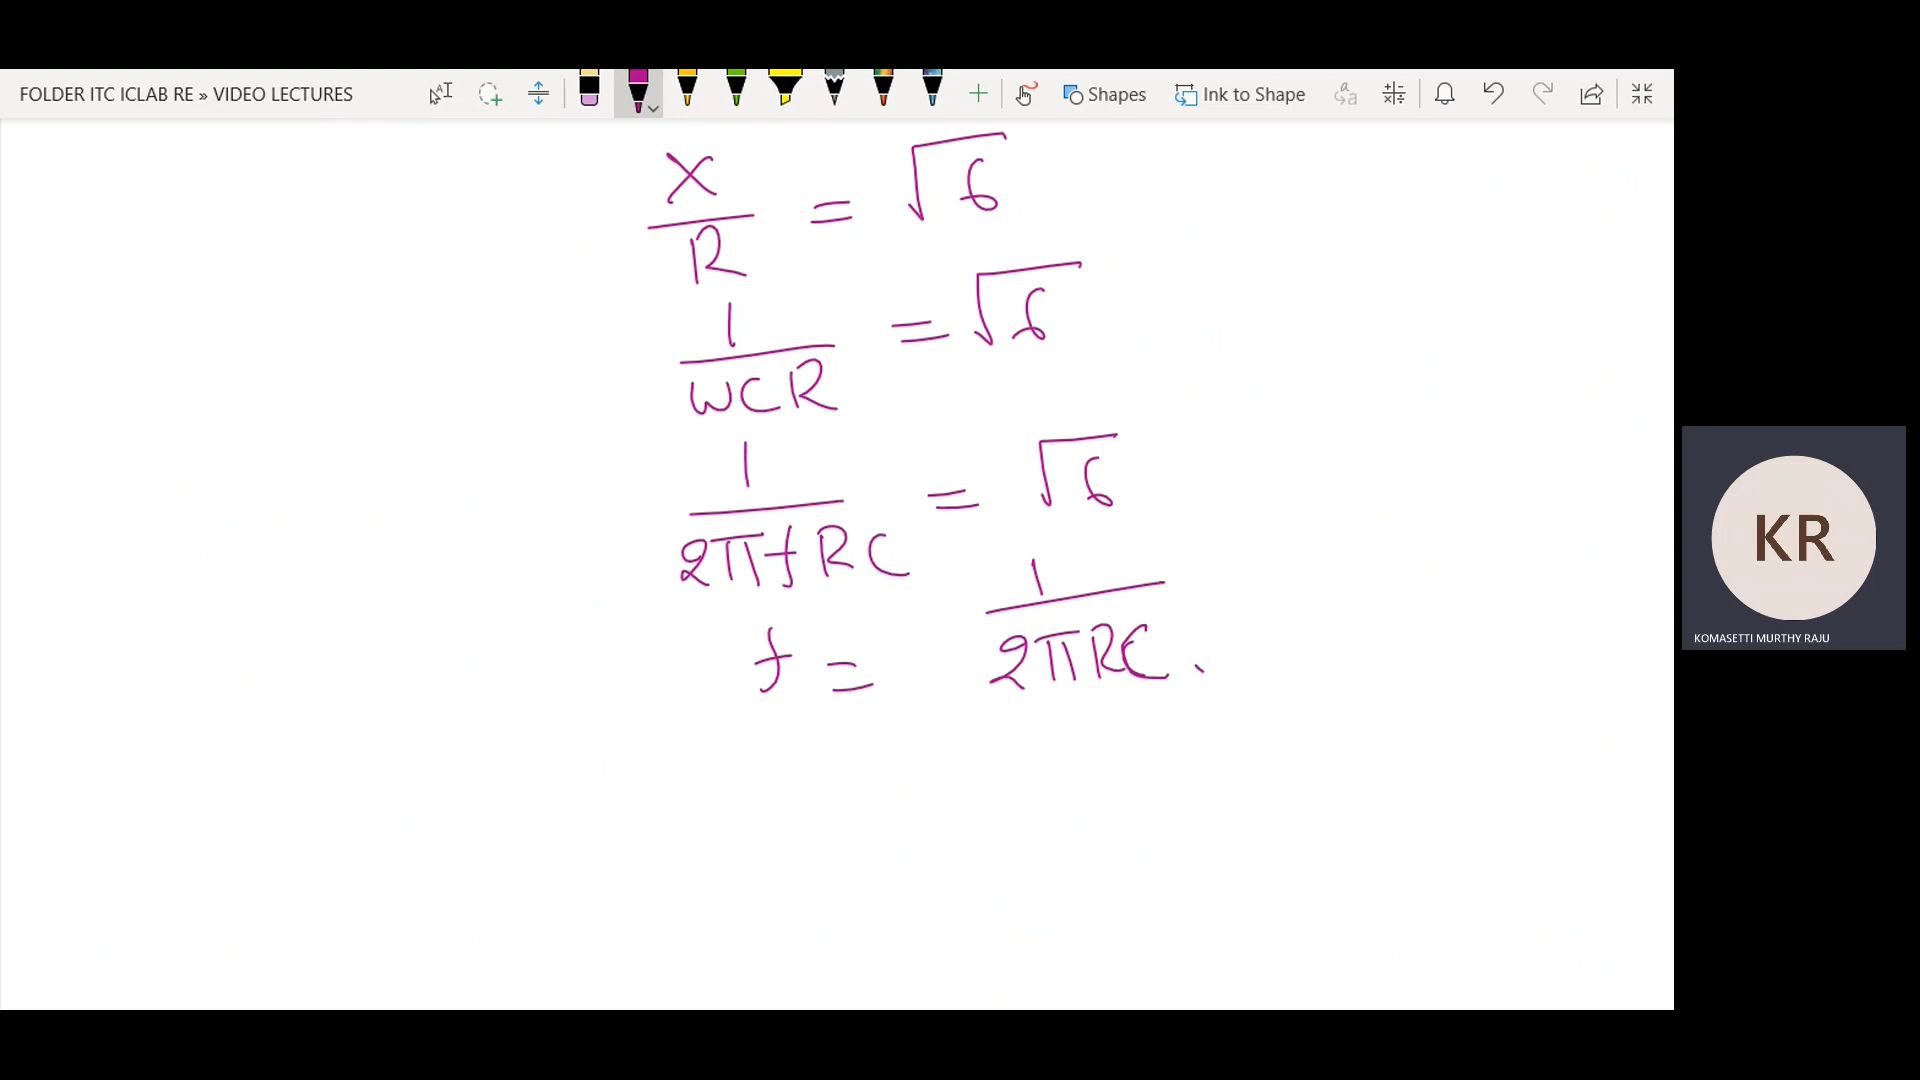 FOLDER ITC ICLAB RE » VIDEO LECTURES
Shapes
Ink to Shape
X/R = √6
1/WCR = √6
1/2πfRC = √6
f = 1/2πRC .
KR
KOMASETTI MURTHY RAJU